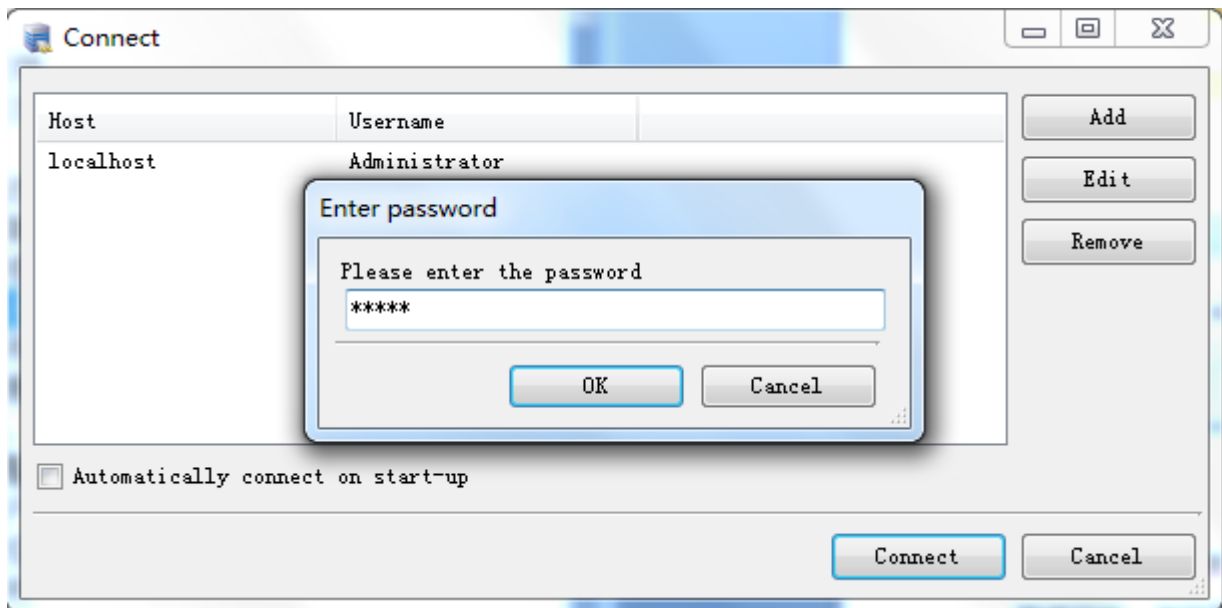 Connect
Host Username
Add
localhost Administrator
Edit
Enter password
Remove
Please enter the password
*****
OK Cancel
Automatically connect on start-up
Connect Cancel